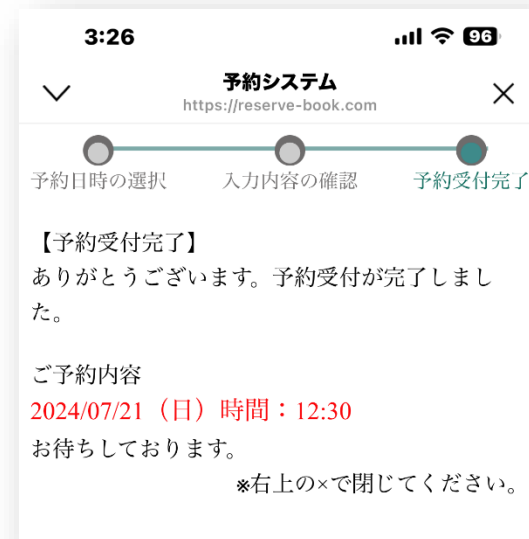 3:26
96
予約システム
https://reserve-book.com
予約日時の選択
入力内容の確認
予約受付完了
【予約受付完了】
ありがとうございます。予約受付が完了しまし
た。
ご予約内容
2024/07/21（日）時間：12:30
お待ちしております。
※右上の×で閉じてください。